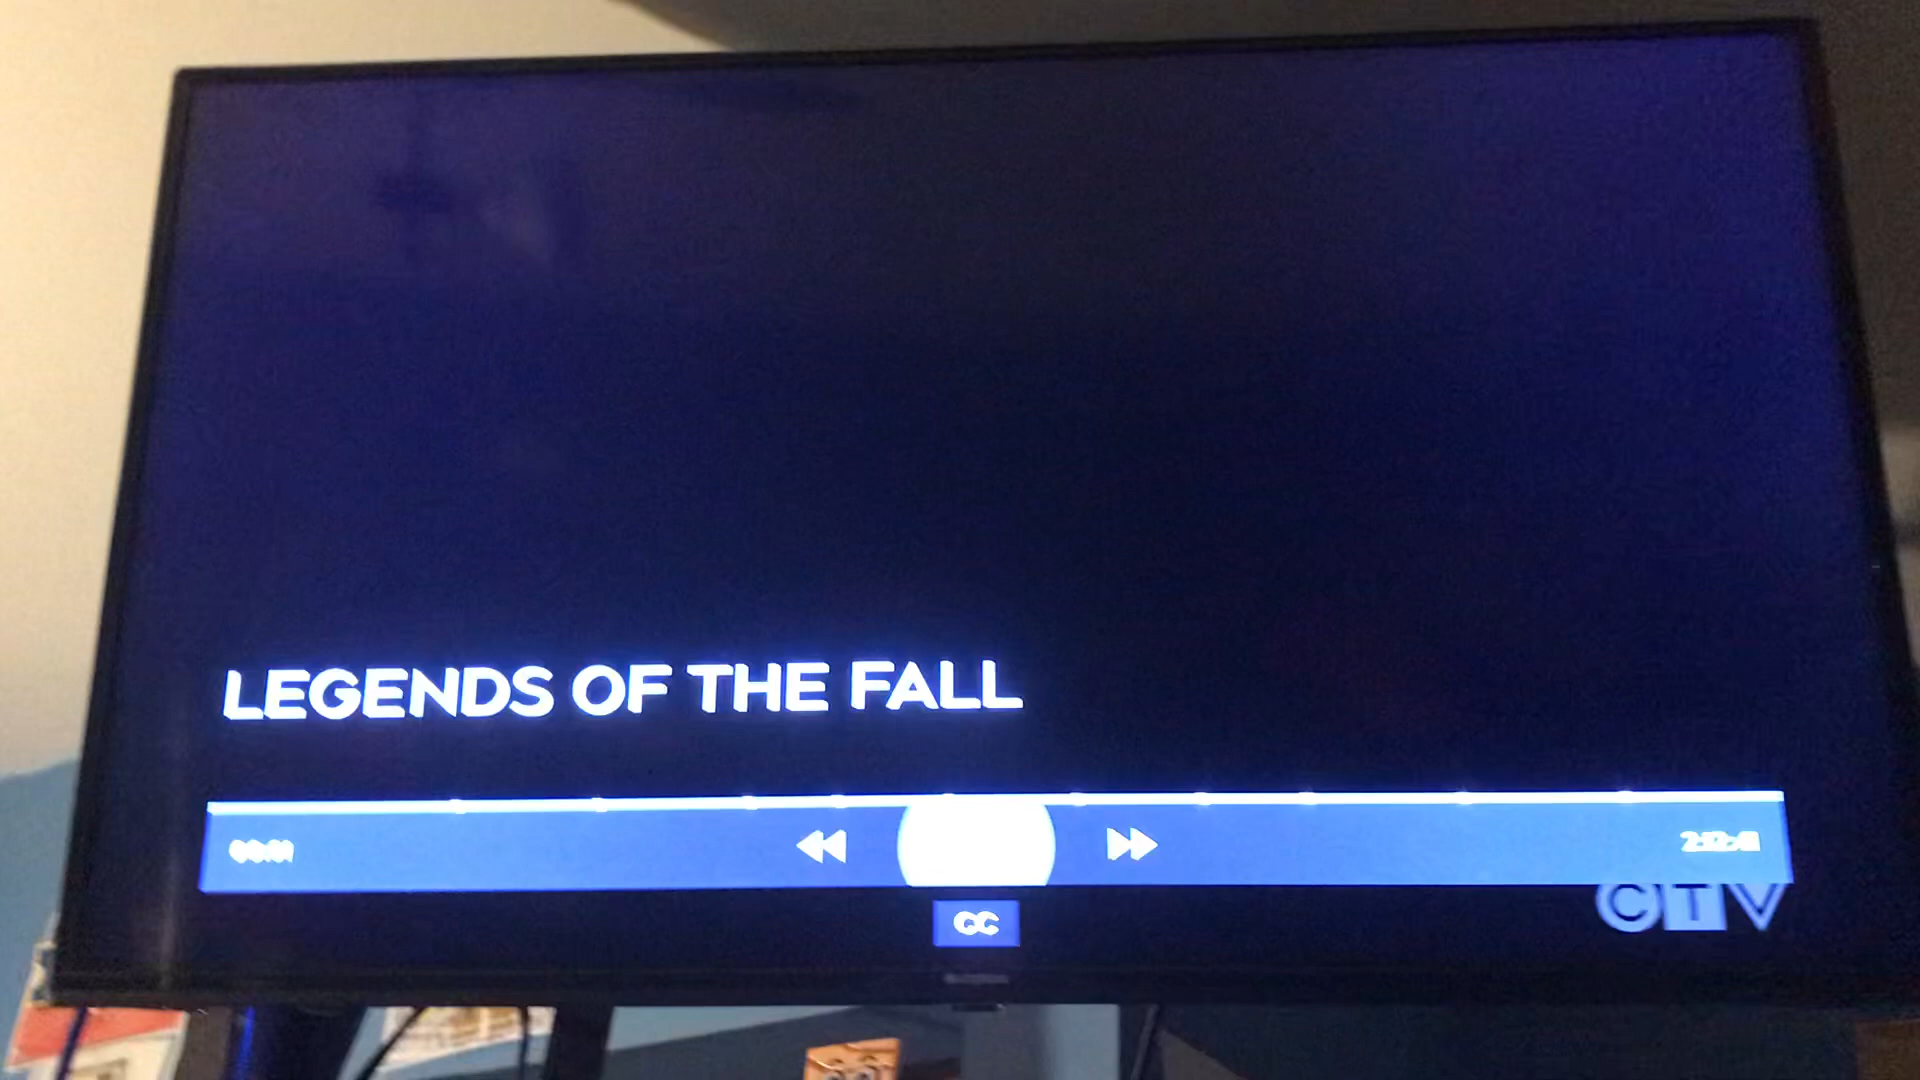 LEGENDS OF THE FALL
CC
CTV